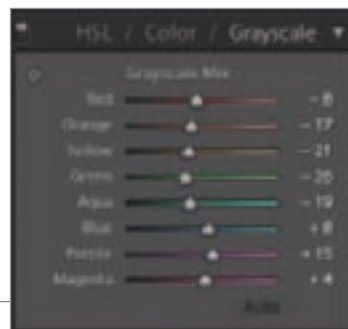 HSL / Color / Grayscale
Grayscale Mix
Red - 8
Orange - 17
Yellow - 21
Green - 26
Aqua - 19
Blue + 8
Purple + 15
Magenta + 4
Auto